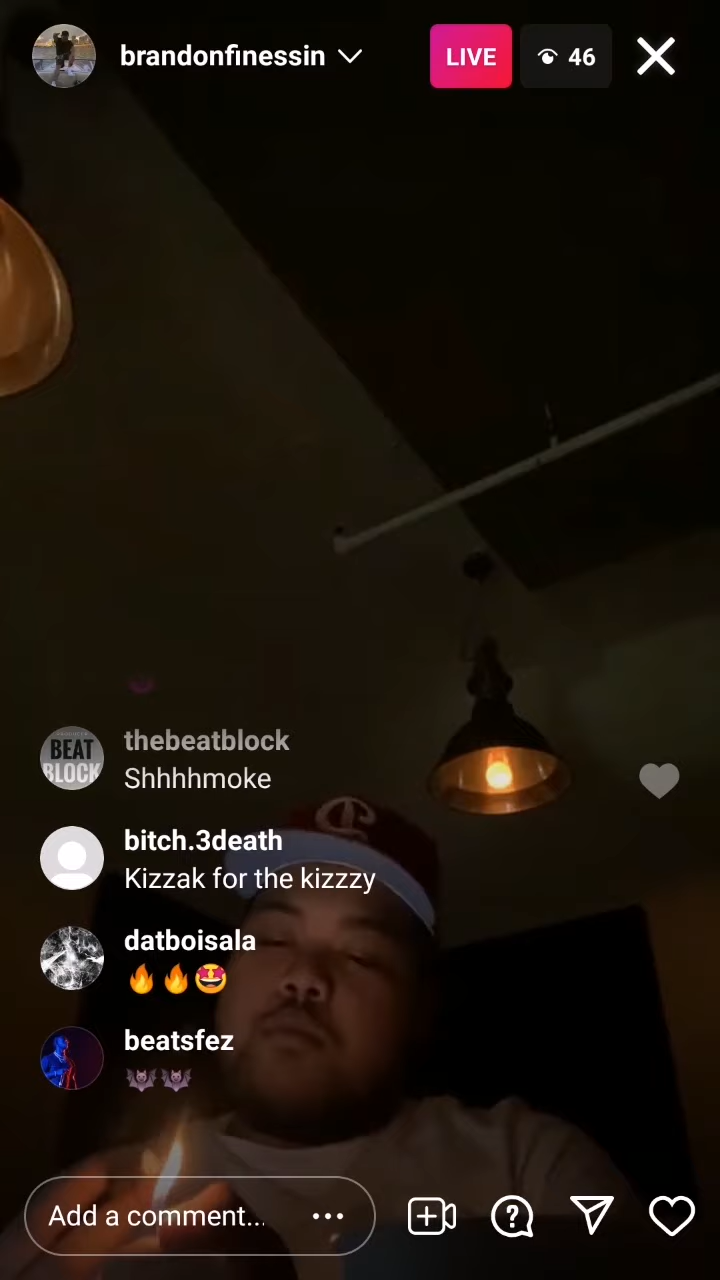 brandonfinessin
LIVE
46
thebeatblock
Shhhhmoke
BEAT
BLOCK
bitch.3death
Kizzak for the kizzzy
datboisala
🔥🔥🤩
beatsfez
🦇🦇
Add a comment...